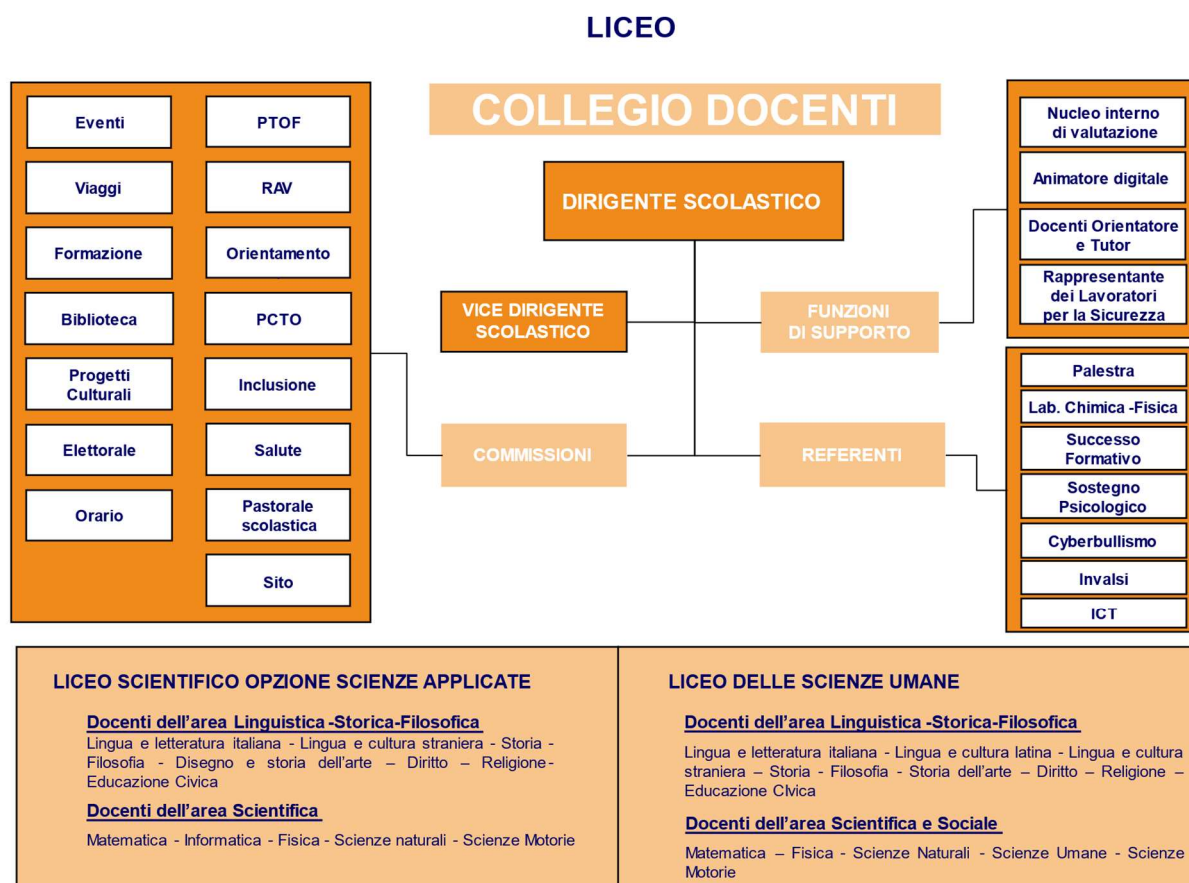 LICEO
COLLEGIO DOCENTI
DIRIGENTE SCOLASTICO
VICE DIRIGENTE
SCOLASTICO
FUNZIONI
DI SUPPORTO
COMMISSIONI
REFERENTI
Eventi
Viaggi
Formazione
Biblioteca
Progetti
Culturali
Elettorale
Orario
PTOF
RAV
Orientamento
PCTO
Inclusione
Salute
Pastorale
scolastica
Sito
Nucleo interno
di valutazione
Animatore digitale
Docenti Orientatore
e Tutor
Rappresentante
dei Lavoratori
per la Sicurezza
Palestra
Lab. Chimica -Fisica
Successo
Formativo
Sostegno
Psicologico
Cyberbullismo
Invalsi
ICT
LICEO SCIENTIFICO OPZIONE SCIENZE APPLICATE
Docenti dell'area Linguistica -Storica-Filosofica
Lingua e letteratura italiana - Lingua e cultura straniera - Storia -
Filosofia - Disegno e storia dell'arte – Diritto – Religione-
Educazione Civica
Docenti dell'area Scientifica
Matematica - Informatica - Fisica - Scienze naturali - Scienze Motorie
LICEO DELLE SCIENZE UMANE
Docenti dell'area Linguistica -Storica-Filosofica
Lingua e letteratura italiana - Lingua e cultura latina - Lingua e cultura
straniera – Storia - Filosofia - Storia dell'arte – Diritto – Religione –
Educazione CIvica
Docenti dell'area Scientifica e Sociale
Matematica – Fisica - Scienze Naturali - Scienze Umane - Scienze
Motorie